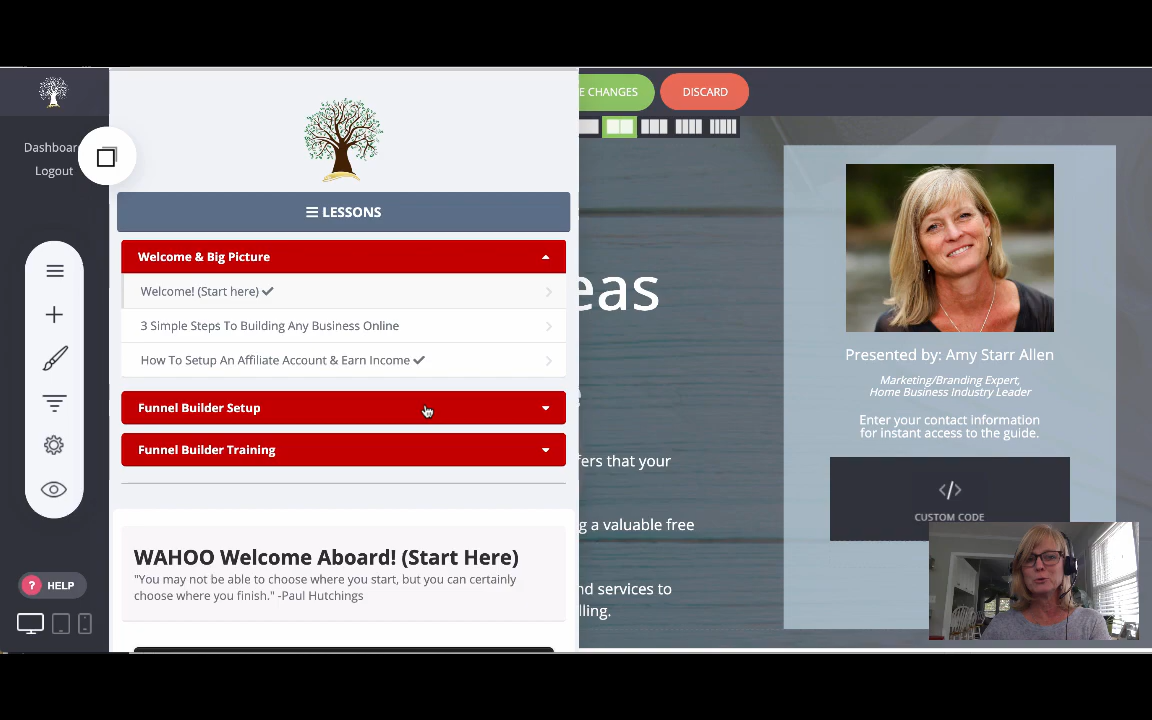 Dashboar
Logout
HELP
?
LESSONS
Welcome & Big Picture
Welcome! (Start here)
3 Simple Steps To Building Any Business Online
How To Setup An Affiliate Account & Earn Income
Funnel Builder Setup
Funnel Builder Training
WAHOO Welcome Aboard! (Start Here)
"You may not be able to choose where you start, but you can certainly
choose where you finish." -Paul Hutchings
E CHANGES
DISCARD
eas
e
fers that your
g a valuable free
nd services to
lling.
Presented by: Amy Starr Allen
Marketing/Branding Expert,
Home Business Industry Leader
Enter your contact information
for instant access to the guide.
</>
CUSTOM CODE